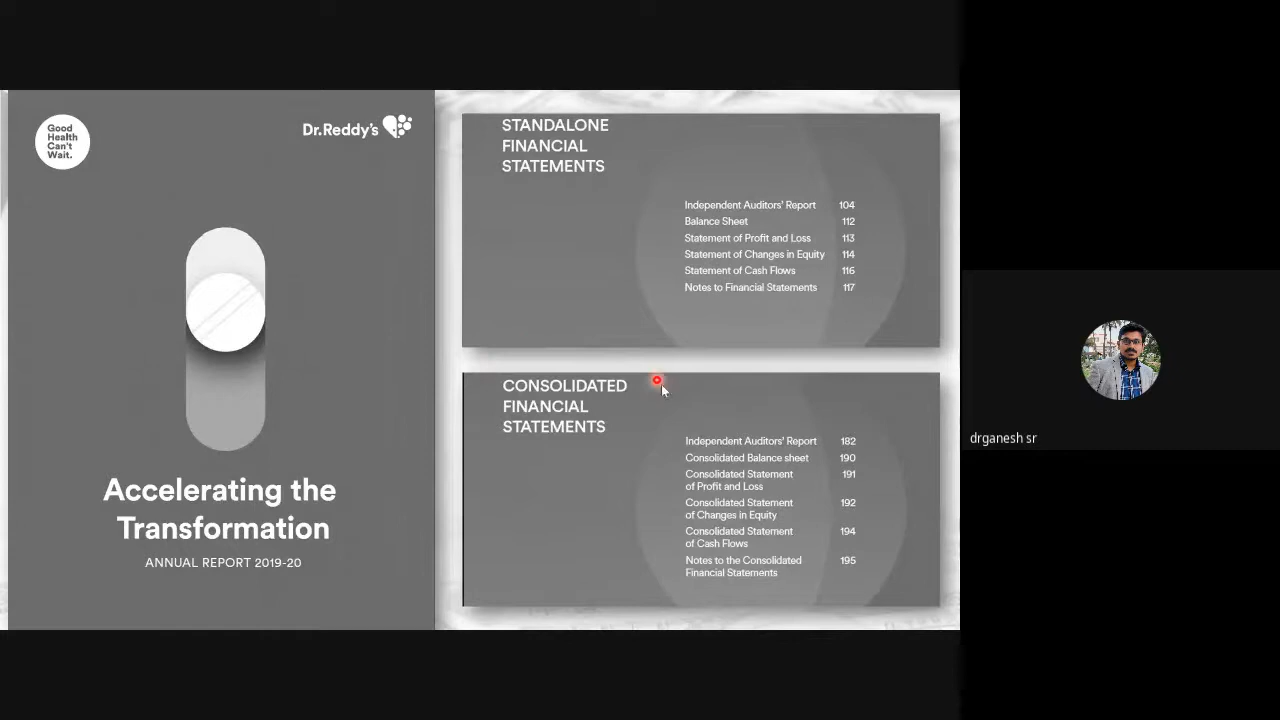 Good
Health
Can't
Wait.
Dr.Reddy's
Accelerating the
Transformation
ANNUAL REPORT 2019-20
STANDALONE
FINANCIAL
STATEMENTS
Independent Auditors' Report 104
Balance Sheet 112
Statement of Profit and Loss 113
Statement of Changes in Equity 114
Statement of Cash Flows 116
Notes to Financial Statements 117
CONSOLIDATED
FINANCIAL
STATEMENTS
Independent Auditors' Report 182
Consolidated Balance sheet 190
Consolidated Statement 191
of Profit and Loss
Consolidated Statement 192
of Changes in Equity
Consolidated Statement 194
of Cash Flows
Notes to the Consolidated 195
Financial Statements
drganesh sr